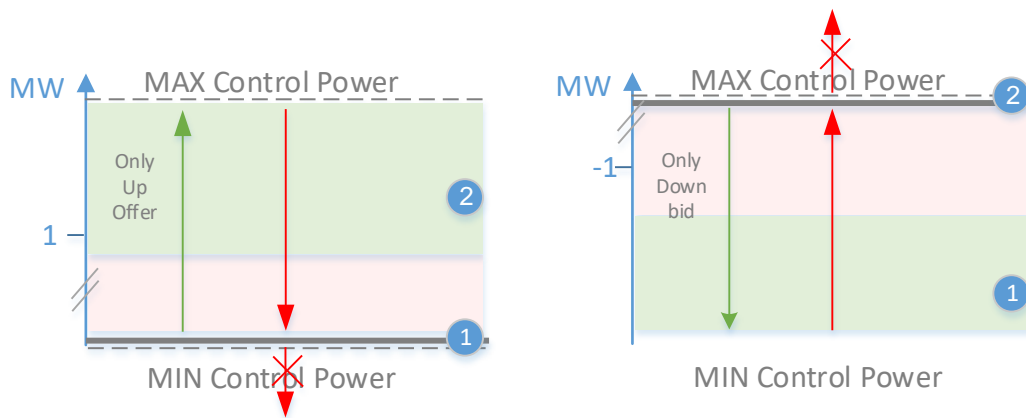 MW
MAX Control Power
Only
Up
Offer
2
1
1
MIN Control Power
MW
MAX Control Power
2
-1
Only
Down
bid
1
MIN Control Power